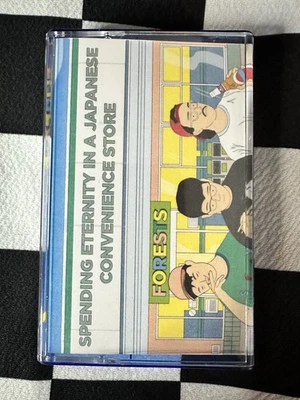 SPENDING ETERNITY IN A JAPANESE
CONVENIENCE STORE
FORESTS